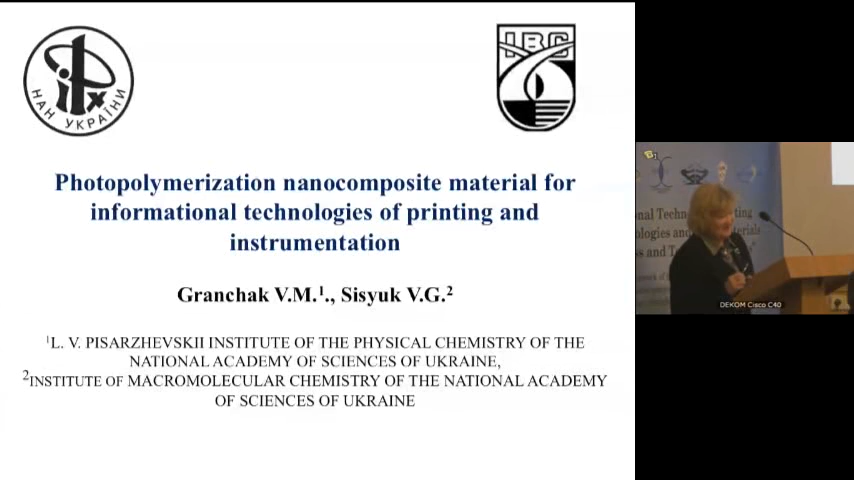 НАН УКРАЇНИ
ІВС
Photopolymerization nanocomposite material for
informational technologies of printing and
instrumentation
Granchak V.M.¹., Sisyuk V.G.²
¹L. V. PISARZHEVSKII INSTITUTE OF THE PHYSICAL CHEMISTRY OF THE
NATIONAL ACADEMY OF SCIENCES OF UKRAINE,
²INSTITUTE OF MACROMOLECULAR CHEMISTRY OF THE NATIONAL ACADEMY
OF SCIENCES OF UKRAINE
DEKOM Cisco C40